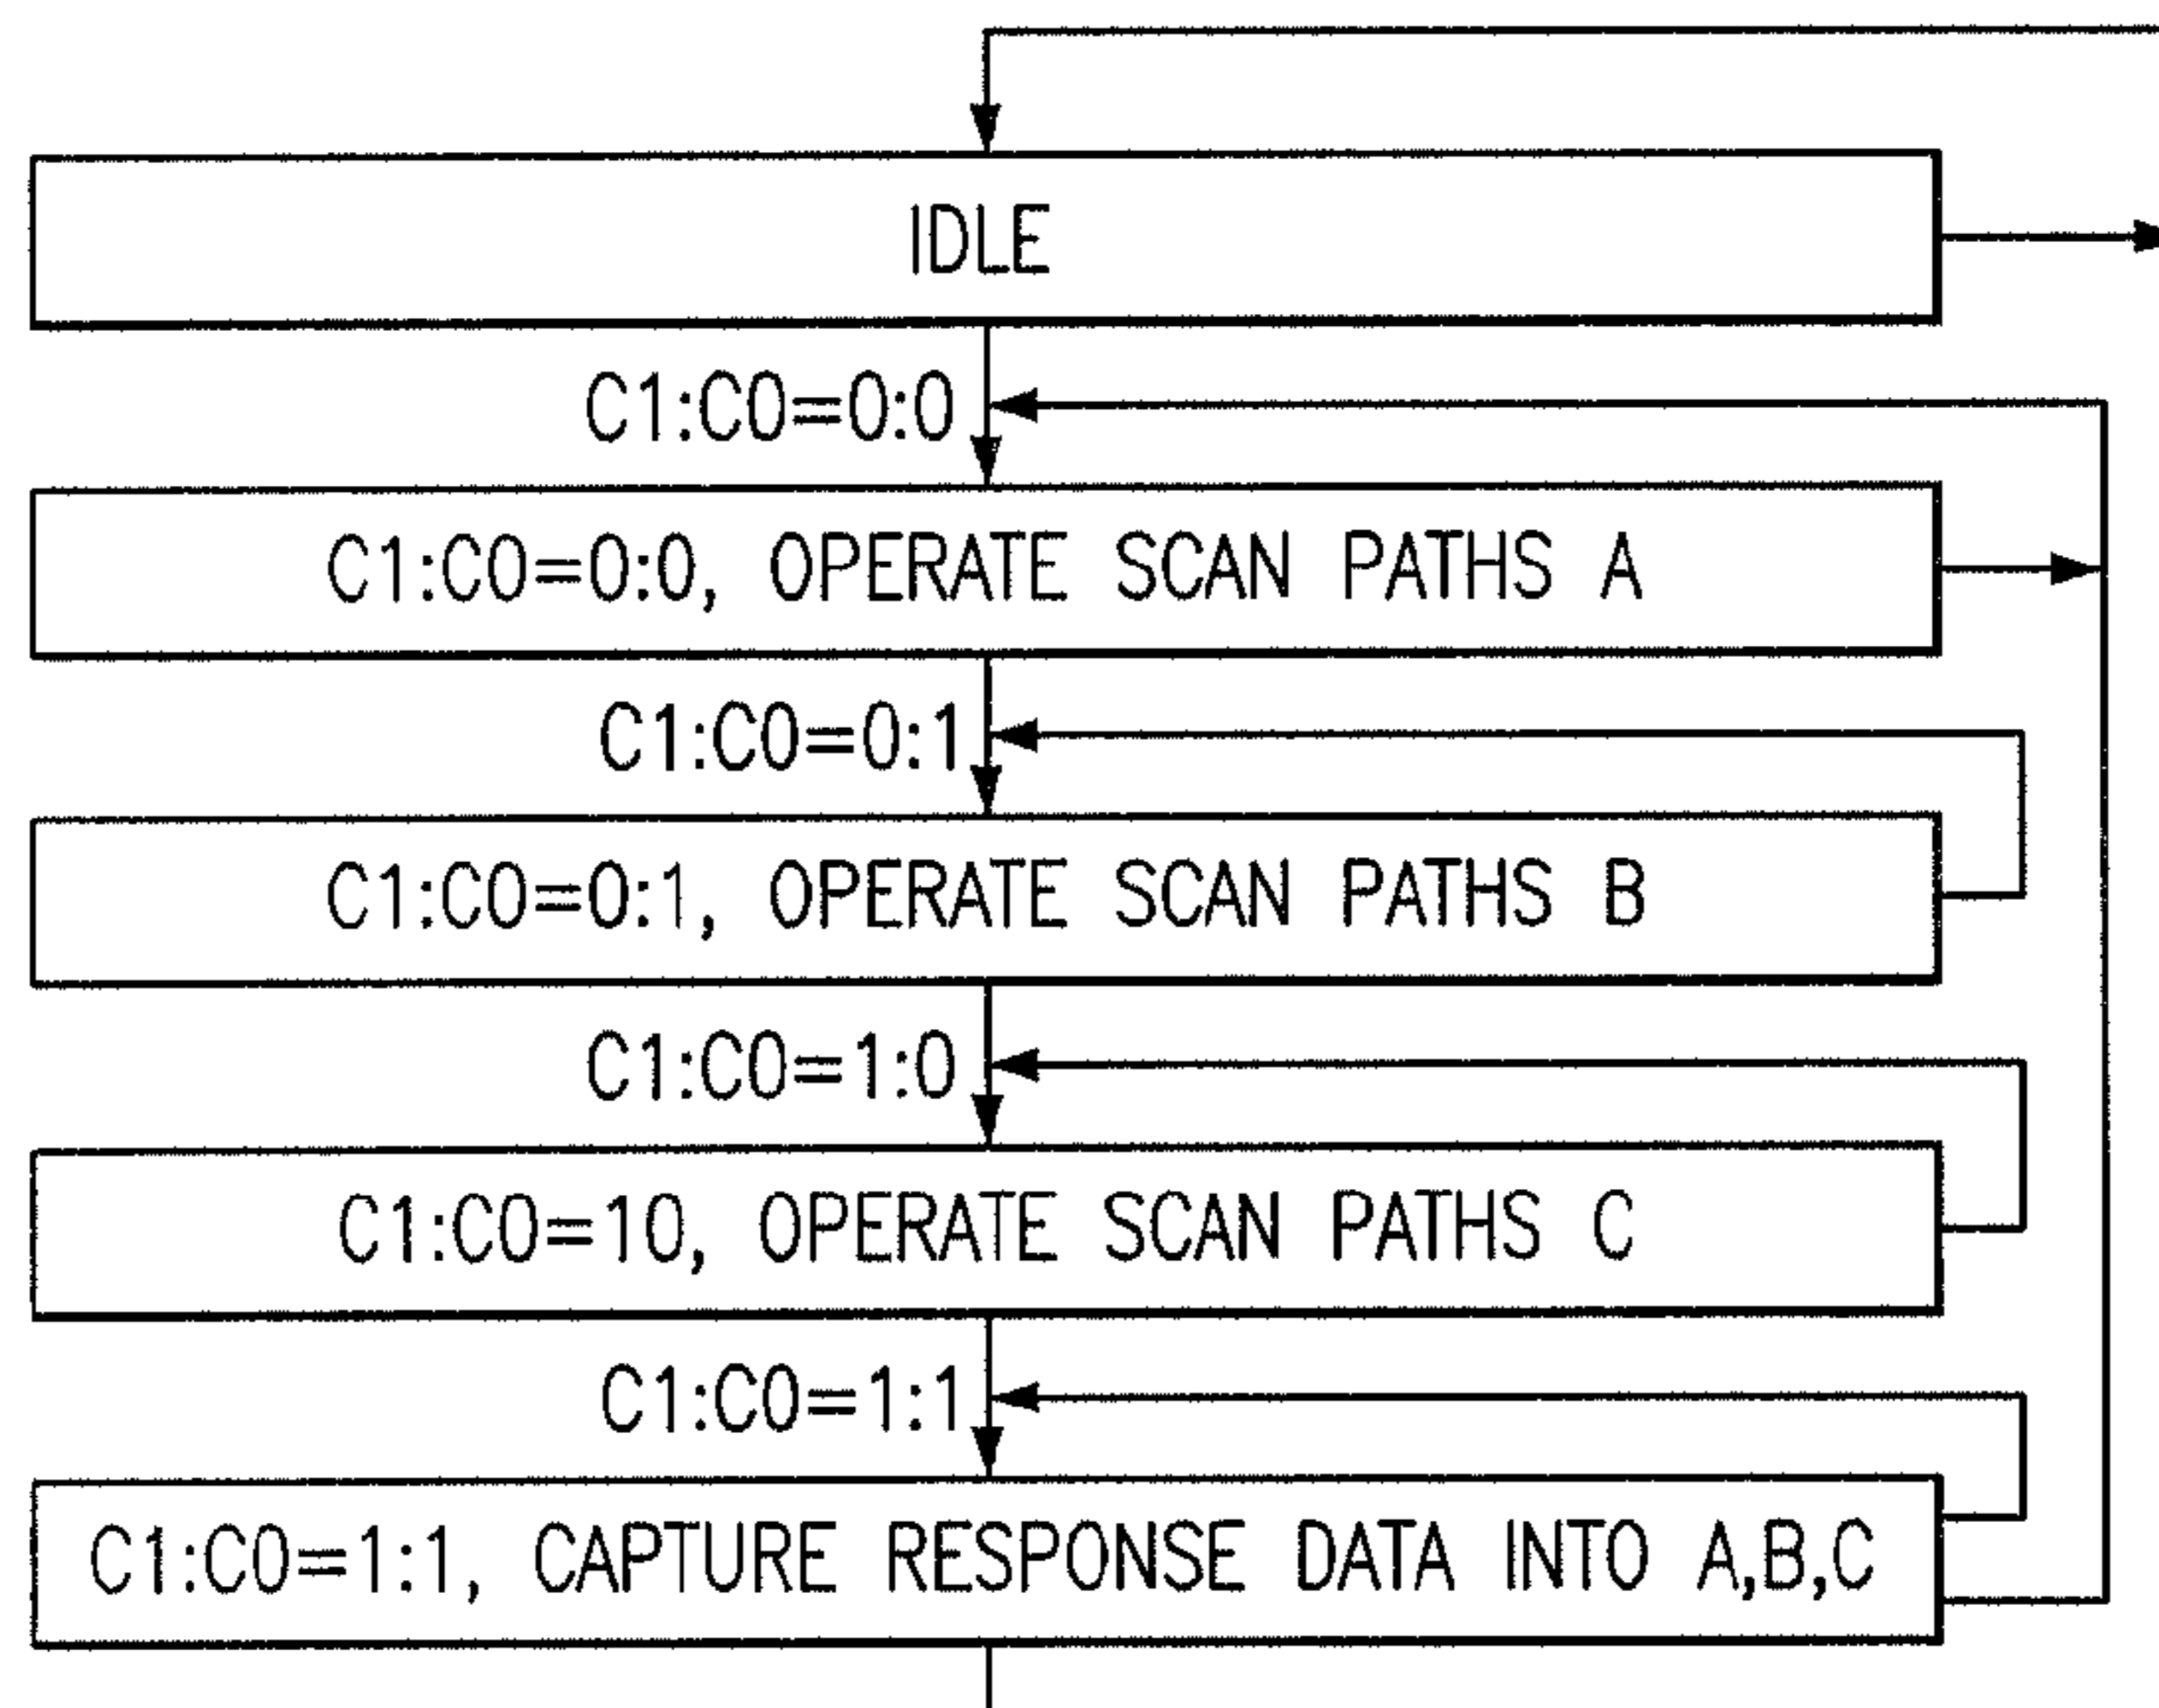 IDLE
C1:C0=0:0
C1:C0=0:0, OPERATE SCAN PATHS A
C1:C0=0:1
C1:C0=0:1, OPERATE SCAN PATHS B
C1:C0=1:0
C1:C0=10, OPERATE SCAN PATHS C
C1:C0=1:1
C1:C0=1:1, CAPTURE RESPONSE DATA INTO A,B,C